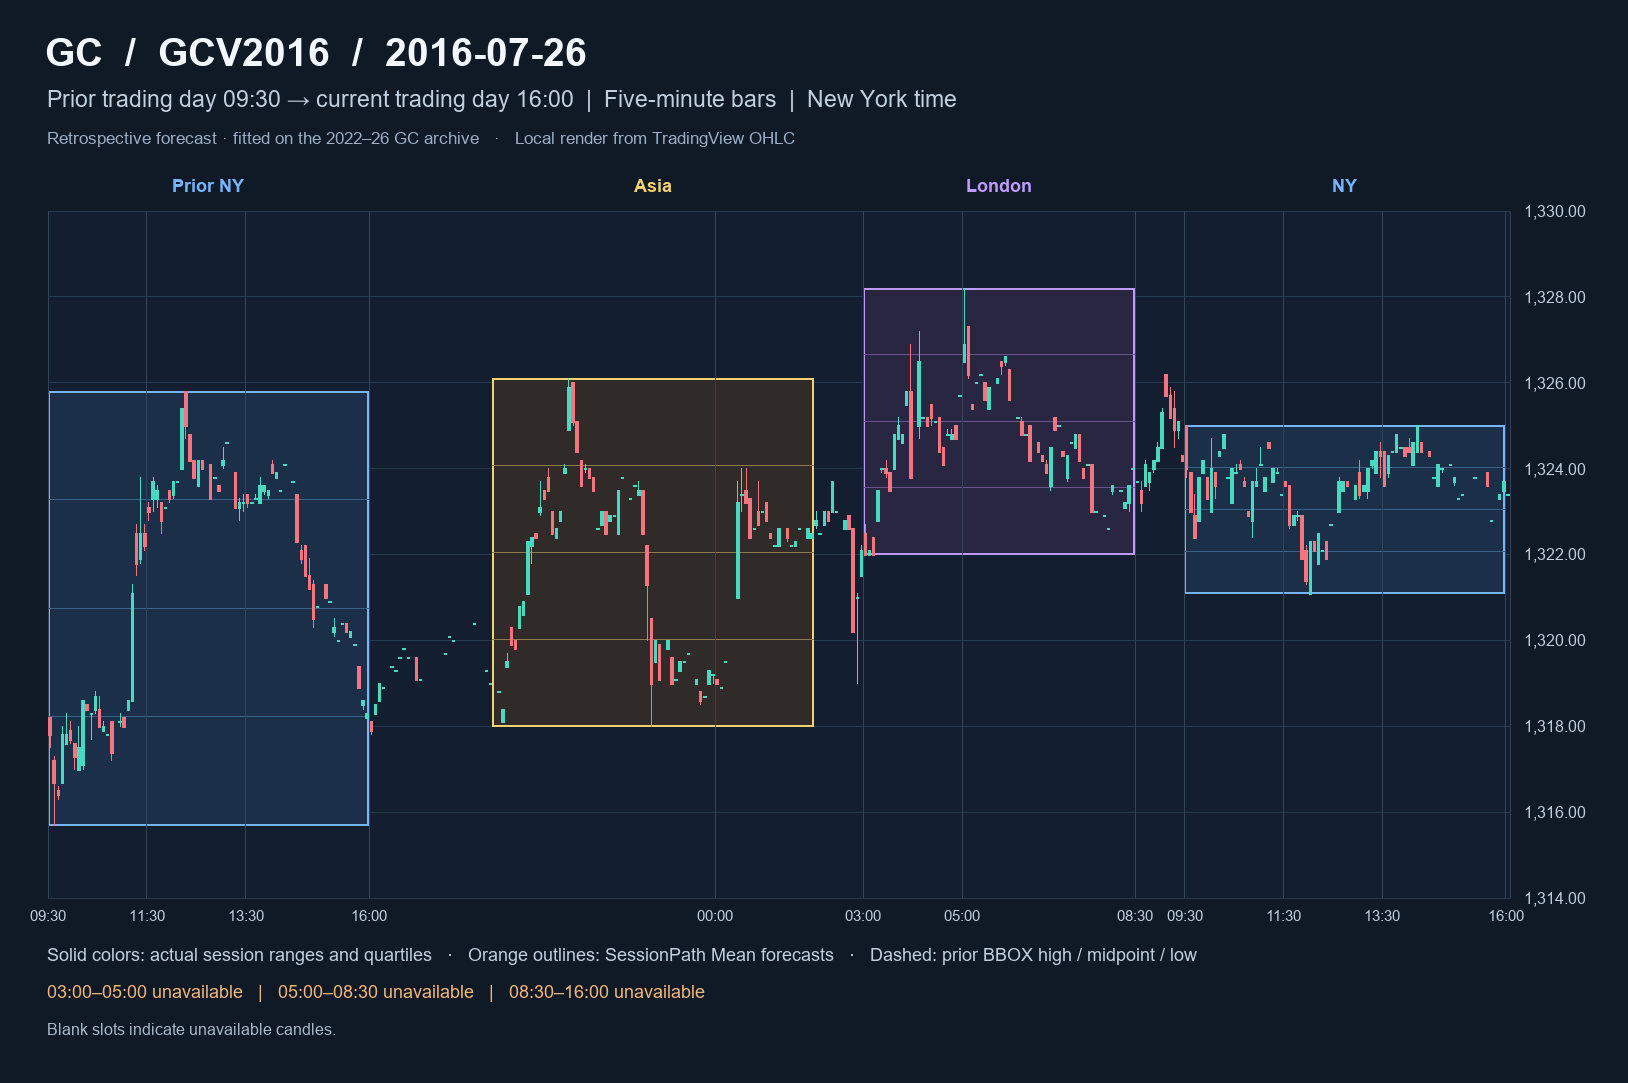 GC / GCV2016 / 2016-07-26
Prior trading day 09:30 → current trading day 16:00 | Five-minute bars | New York time
Retrospective forecast · fitted on the 2022–26 GC archive · Local render from TradingView OHLC
Prior NY Asia London NY
1,330.00
1,328.00
1,326.00
1,324.00
1,322.00
1,320.00
1,318.00
1,316.00
1,314.00
09:30 11:30 13:30 16:00 00:00 03:00 05:00 08:30 09:30 11:30 13:30 16:00
Solid colors: actual session ranges and quartiles · Orange outlines: SessionPath Mean forecasts · Dashed: prior BBOX high / midpoint / low
03:00–05:00 unavailable | 05:00–08:30 unavailable | 08:30–16:00 unavailable
Blank slots indicate unavailable candles.